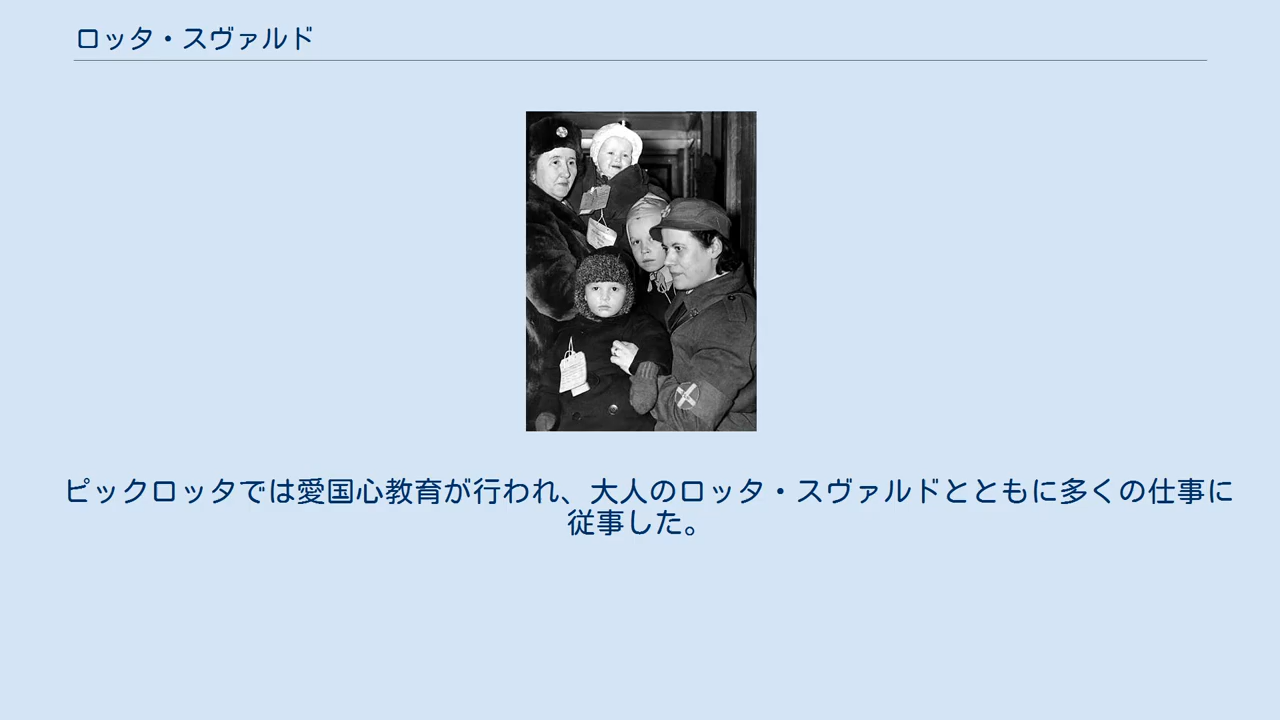 ロッタ・スヴァルド
ピックロッタでは愛国心教育が行われ、大人のロッタ・スヴァルドとともに多くの仕事に
従事した。